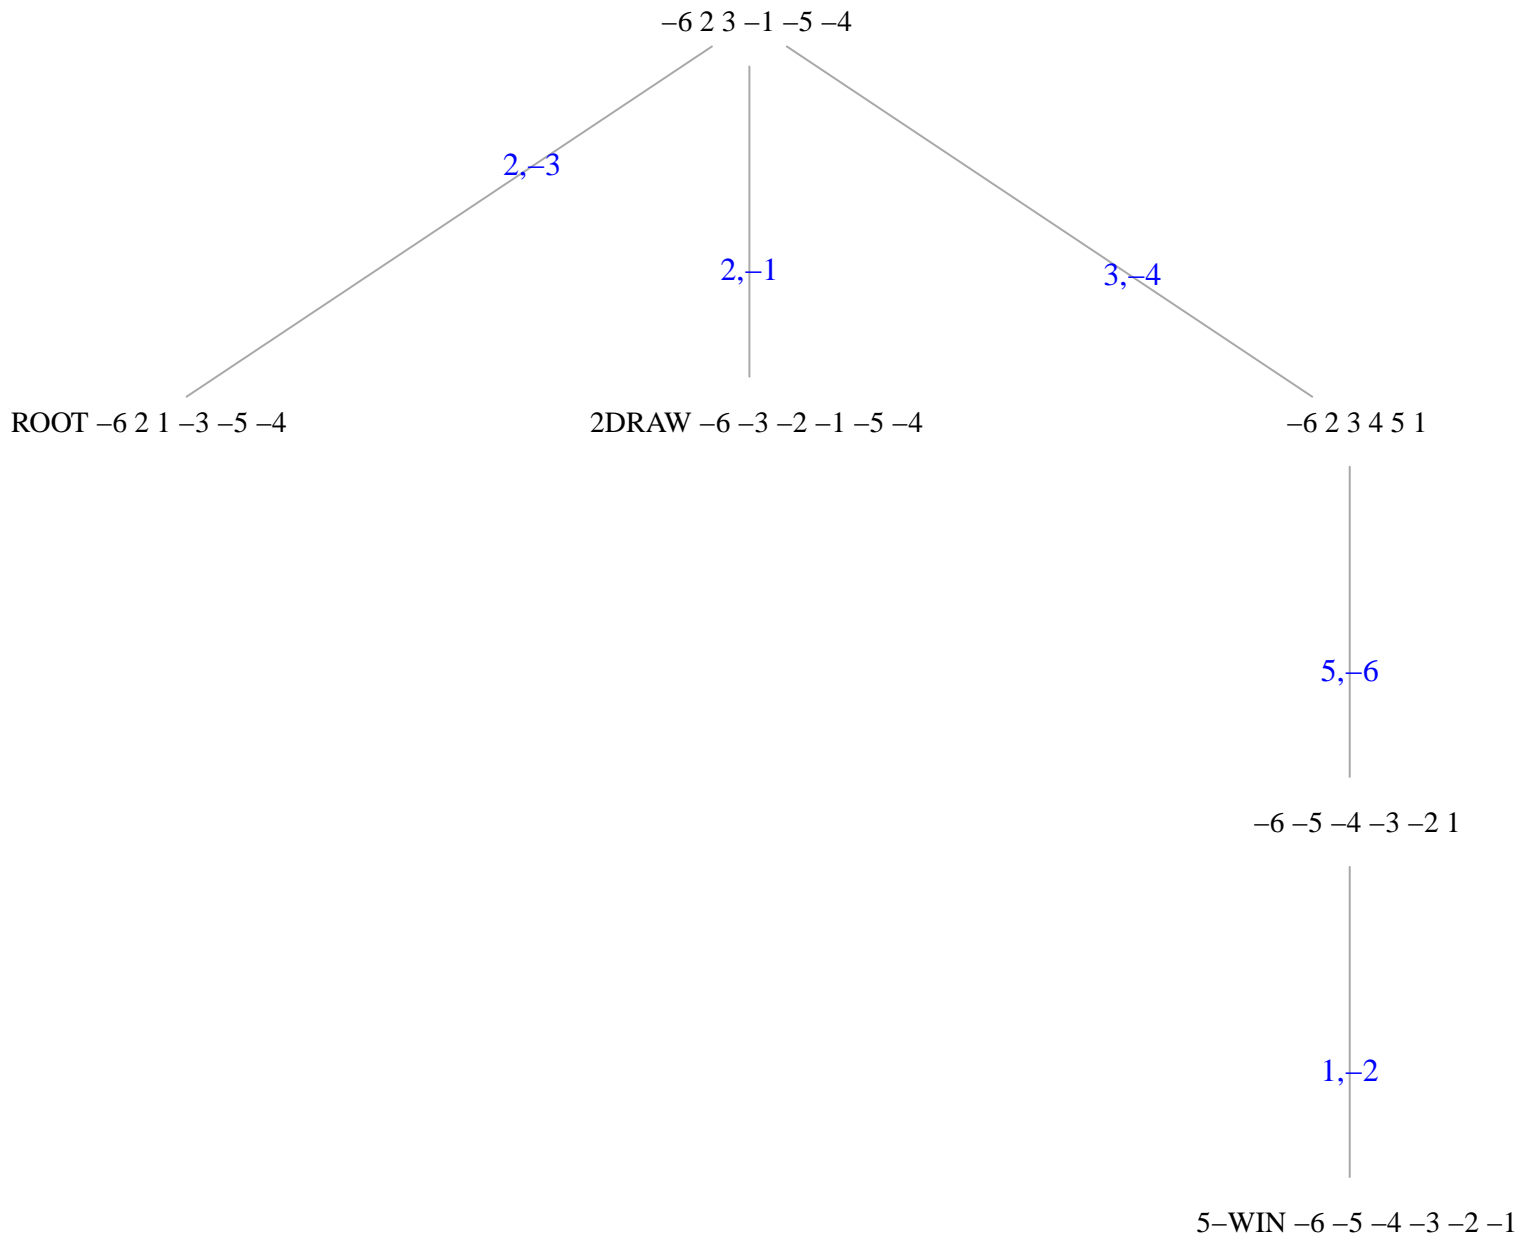 –6 2 3 –1 –5 –4
2,–3
2,–1
3,–4
ROOT –6 2 1 –3 –5 –4
2DRAW –6 –3 –2 –1 –5 –4
–6 2 3 4 5 1
5,–6
–6 –5 –4 –3 –2 1
1,–2
5–WIN –6 –5 –4 –3 –2 –1